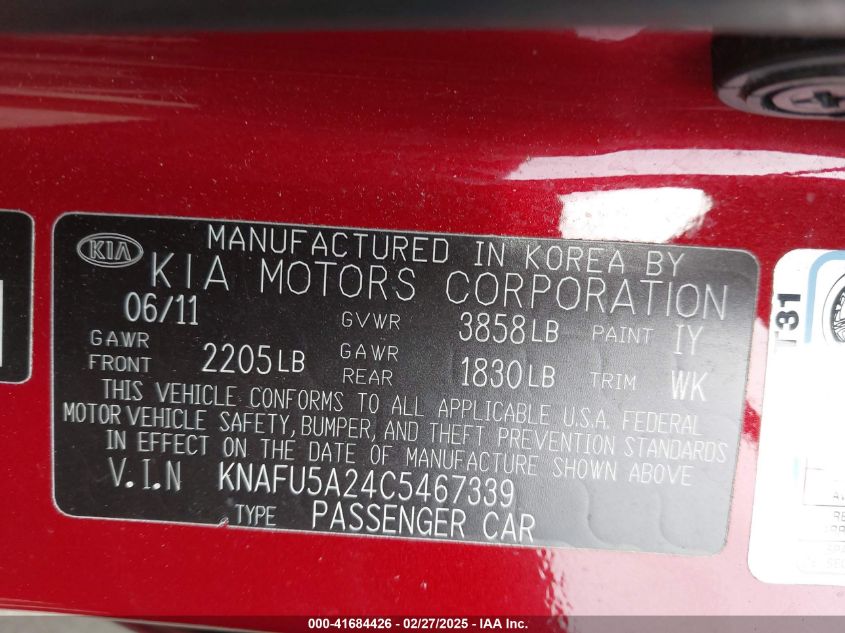 MANUFACTURED IN KOREA BY
KIA KIA MOTORS CORPORATION
06/11 GVWR 3858LB PAINT IY
GAWR FRONT 2205LB GAWR REAR 1830LB TRIM WK
THIS VEHICLE CONFORMS TO ALL APPLICABLE U.S.A. FEDERAL
MOTOR VEHICLE SAFETY, BUMPER, AND THEFT PREVENTION STANDARDS
IN EFFECT ON THE DATE OF MANUFACTURE SHOWN ABOVE
V.I.N KNAFU5A24C5467339
TYPE PASSENGER CAR
T31
000-41684426 - 02/27/2025 - IAA Inc.